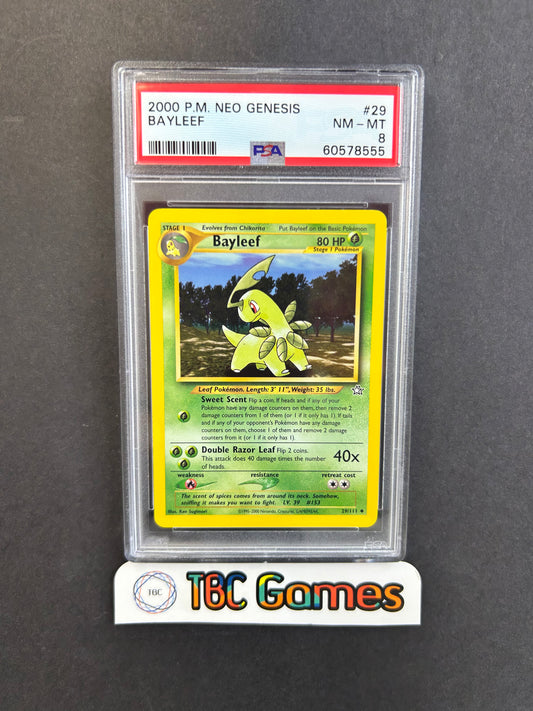 2000 P.M. NEO GENESIS #29
BAYLEEF NM - MT
8
PSA 60578555
STAGE 1 Evolves from Chikorita Put Bayleef on the Basic Pokémon
Bayleef 80 HP
Stage 1 Pokémon
Leaf Pokémon. Length: 3' 11", Weight: 35 lbs.
Sweet Scent Flip a coin. If heads and if any of your
Pokémon have any damage counters on them, then remove 2
damage counters from 1 of them (or 1 if it only has 1). If tails
and if any of your opponent's Pokémon have any damage
counters on them, choose 1 of them and remove 2 damage
counters from it (or 1 if it only has 1).
Double Razor Leaf Flip 2 coins.
This attack does 40 damage times the number
of heads.
40x
weakness resistance retreat cost
The scent of spices comes from around its neck. Somehow,
sniffing it makes you want to fight. LV. 39 #153
Illus. Ken Sugimori ©1995-2000 Nintendo, Creatures, GAMEFREAK. 29/111
TBC TBC Games